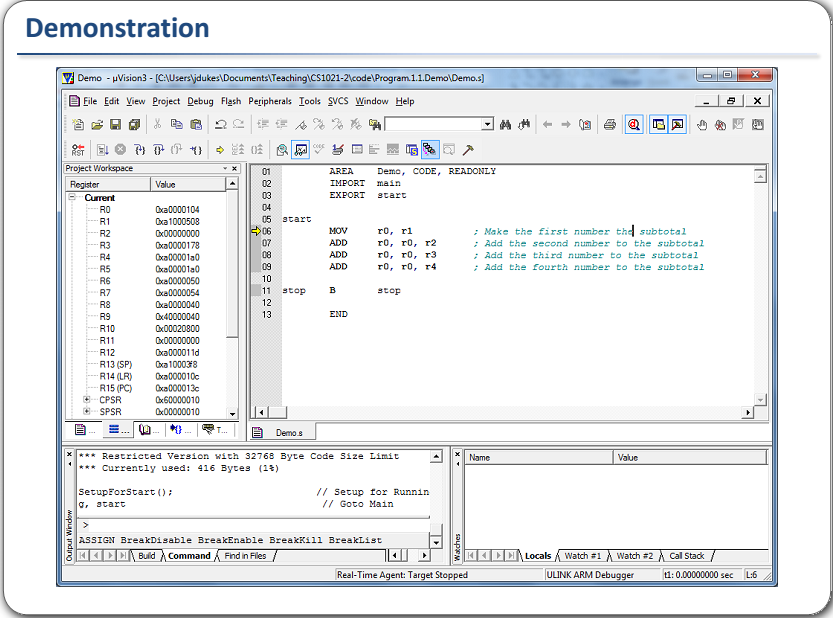 Demonstration
Demo - µVision3 - [C:\Users\jdukes\Documents\Teaching\CS1021-2\code\Program.1.1.Demo\Demo.s]
File Edit View Project Debug Flash Peripherals Tools SVCS Window Help
RST
Project Workspace
Register Value
Current
R0 0xa0000104
R1 0xa1000508
R2 0x00000000
R3 0xa0000178
R4 0xa00001a0
R5 0xa00001a0
R6 0xa0000050
R7 0xa0000054
R8 0xa0000040
R9 0x40000040
R10 0x00020800
R11 0x00000000
R12 0xa000011d
R13 (SP) 0xa10003f8
R14 (LR) 0xa000010c
R15 (PC) 0xa000013c
CPSR 0x60000010
SPSR 0x00000010
01 AREA Demo, CODE, READONLY
02 IMPORT main
03 EXPORT start
04
05 start
06 MOV r0, r1 ; Make the first number the subtotal
07 ADD r0, r0, r2 ; Add the second number to the subtotal
08 ADD r0, r0, r3 ; Add the third number to the subtotal
09 ADD r0, r0, r4 ; Add the fourth number to the subtotal
10
11 stop B stop
12
13 END
Demo.s
*** Restricted Version with 32768 Byte Code Size Limit
*** Currently used: 416 Bytes (1%)
SetupForStart(); // Setup for Runnin
g, start // Goto Main
>
ASSIGN BreakDisable BreakEnable BreakKill BreakList
Build Command Find in Files
Output Window
Name Value
Locals Watch #1 Watch #2 Call Stack
Watches
Real-Time Agent: Target Stopped ULINK ARM Debugger t1: 0.00000000 sec L:6